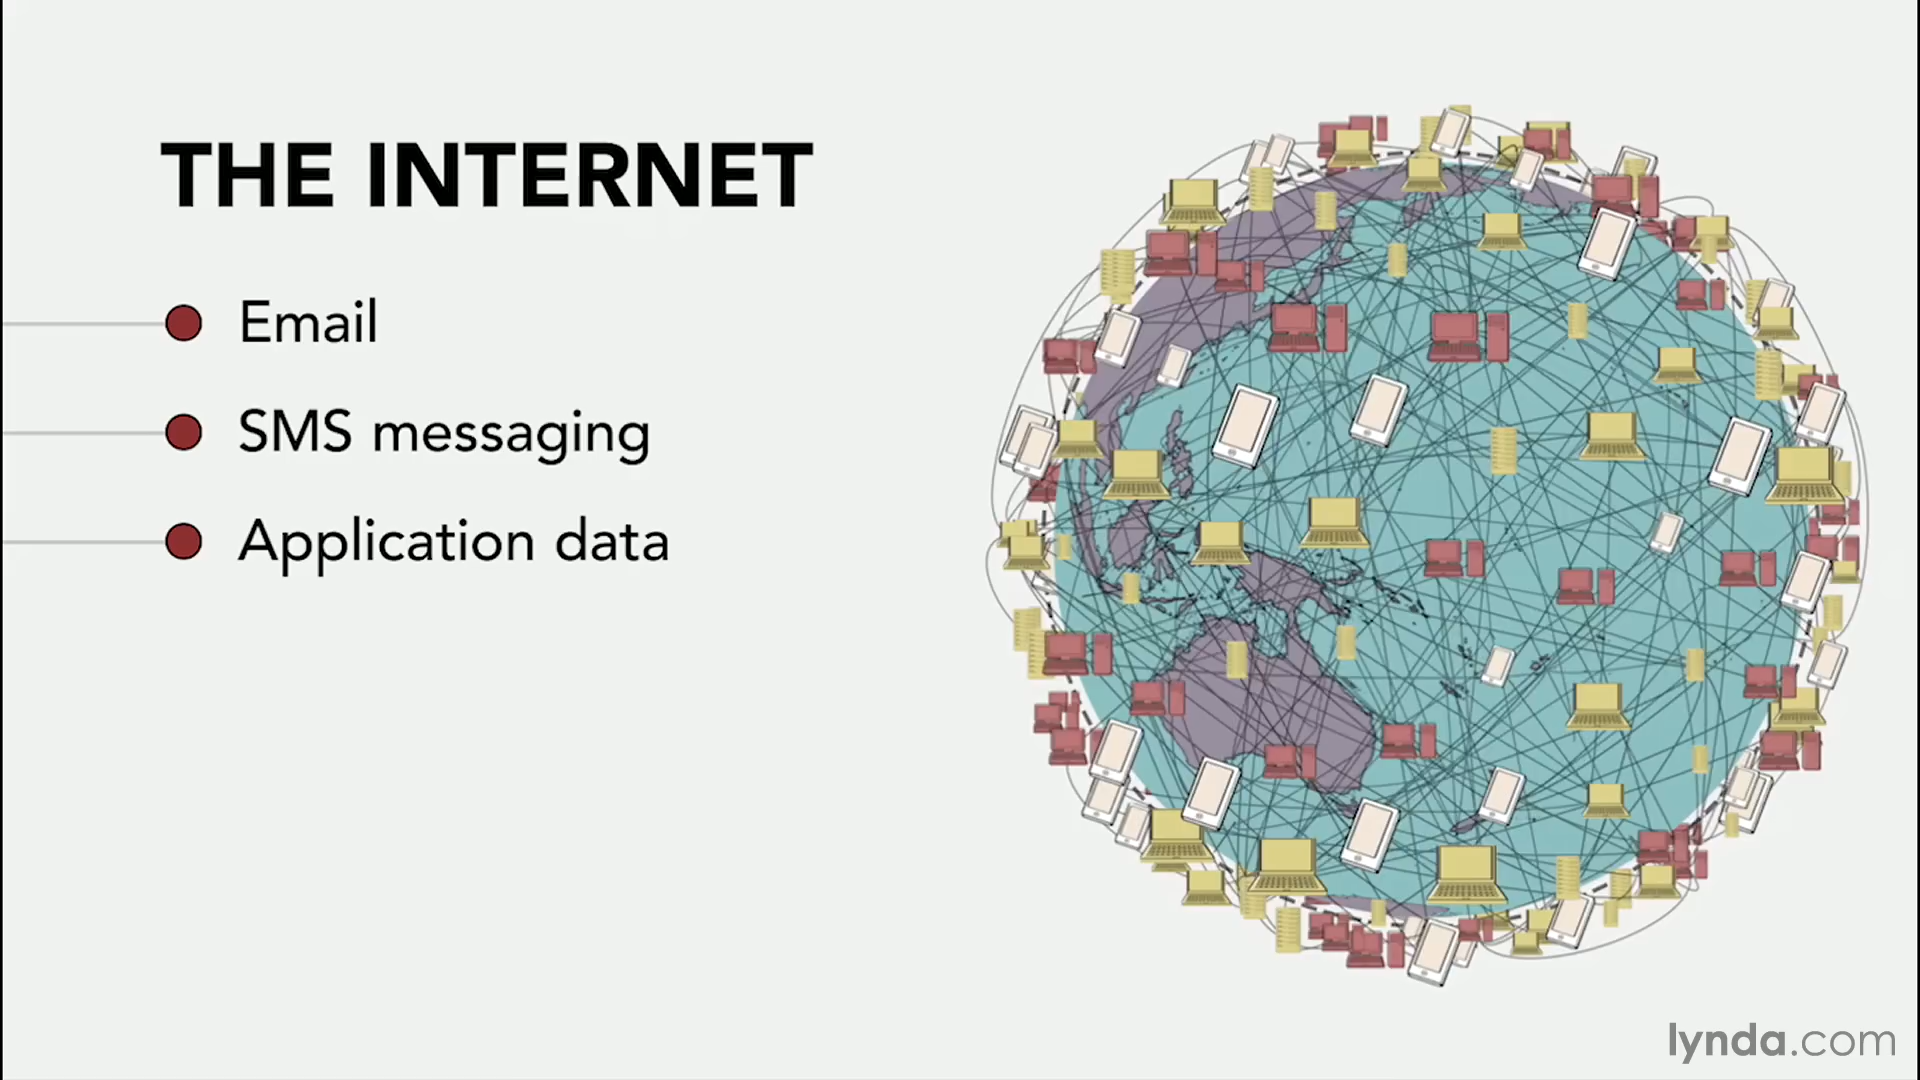 THE INTERNET
Email
SMS messaging
Application data
lynda.com